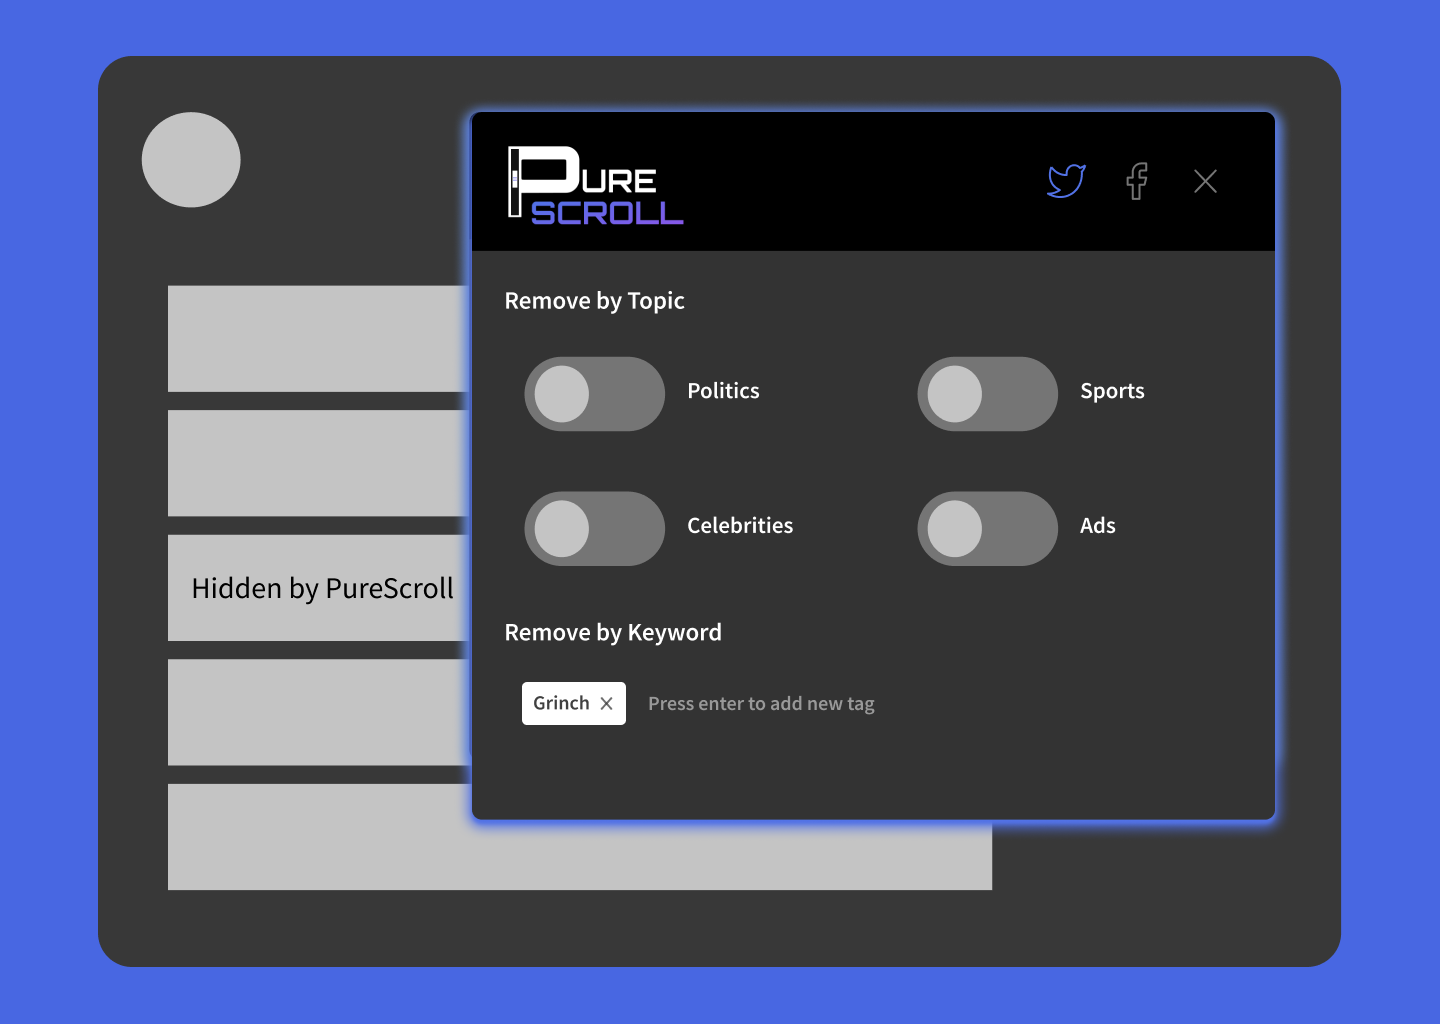 PURE
SCROLL
Remove by Topic
Politics
Sports
Celebrities
Ads
Hidden by PureScroll
Remove by Keyword
Grinch
Press enter to add new tag